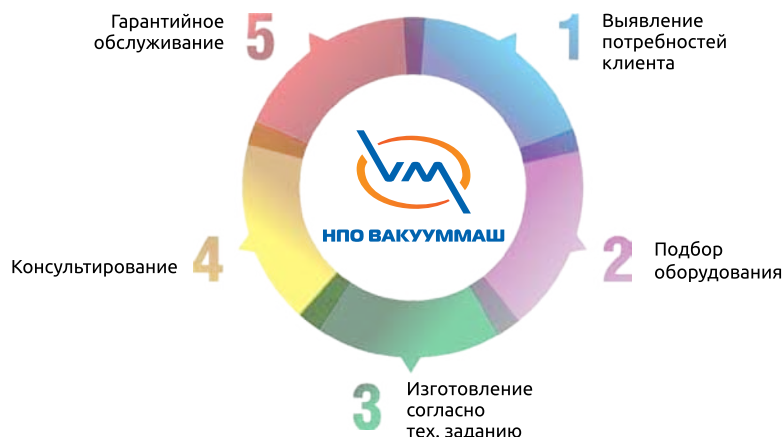 1
Выявление
потребностей
клиента
2
Подбор
оборудования
3
Изготовление
согласно
тех. заданию
4
Консультирование
5
Гарантийное
обслуживание
VM
НПО ВАКУУММАШ